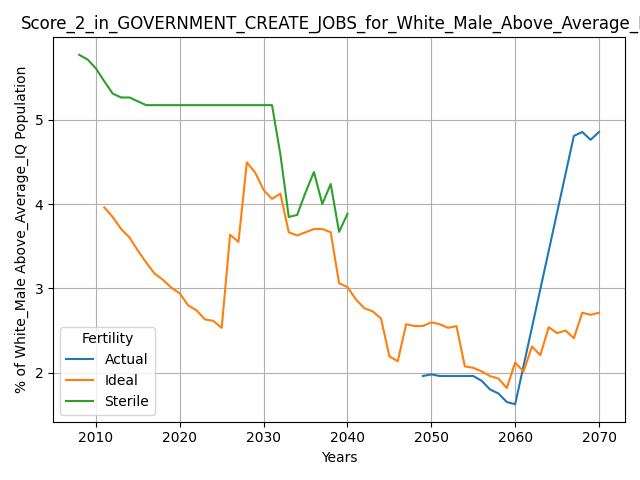 Score_2_in_GOVERNMENT_CREATE_JOBS_for_White_Male_Above_Average_
% of White_Male Above_Average_IQ Population
5
4
3
2
Fertility
Actual
Ideal
Sterile
2010 2020 2030 2040 2050 2060 2070
Years